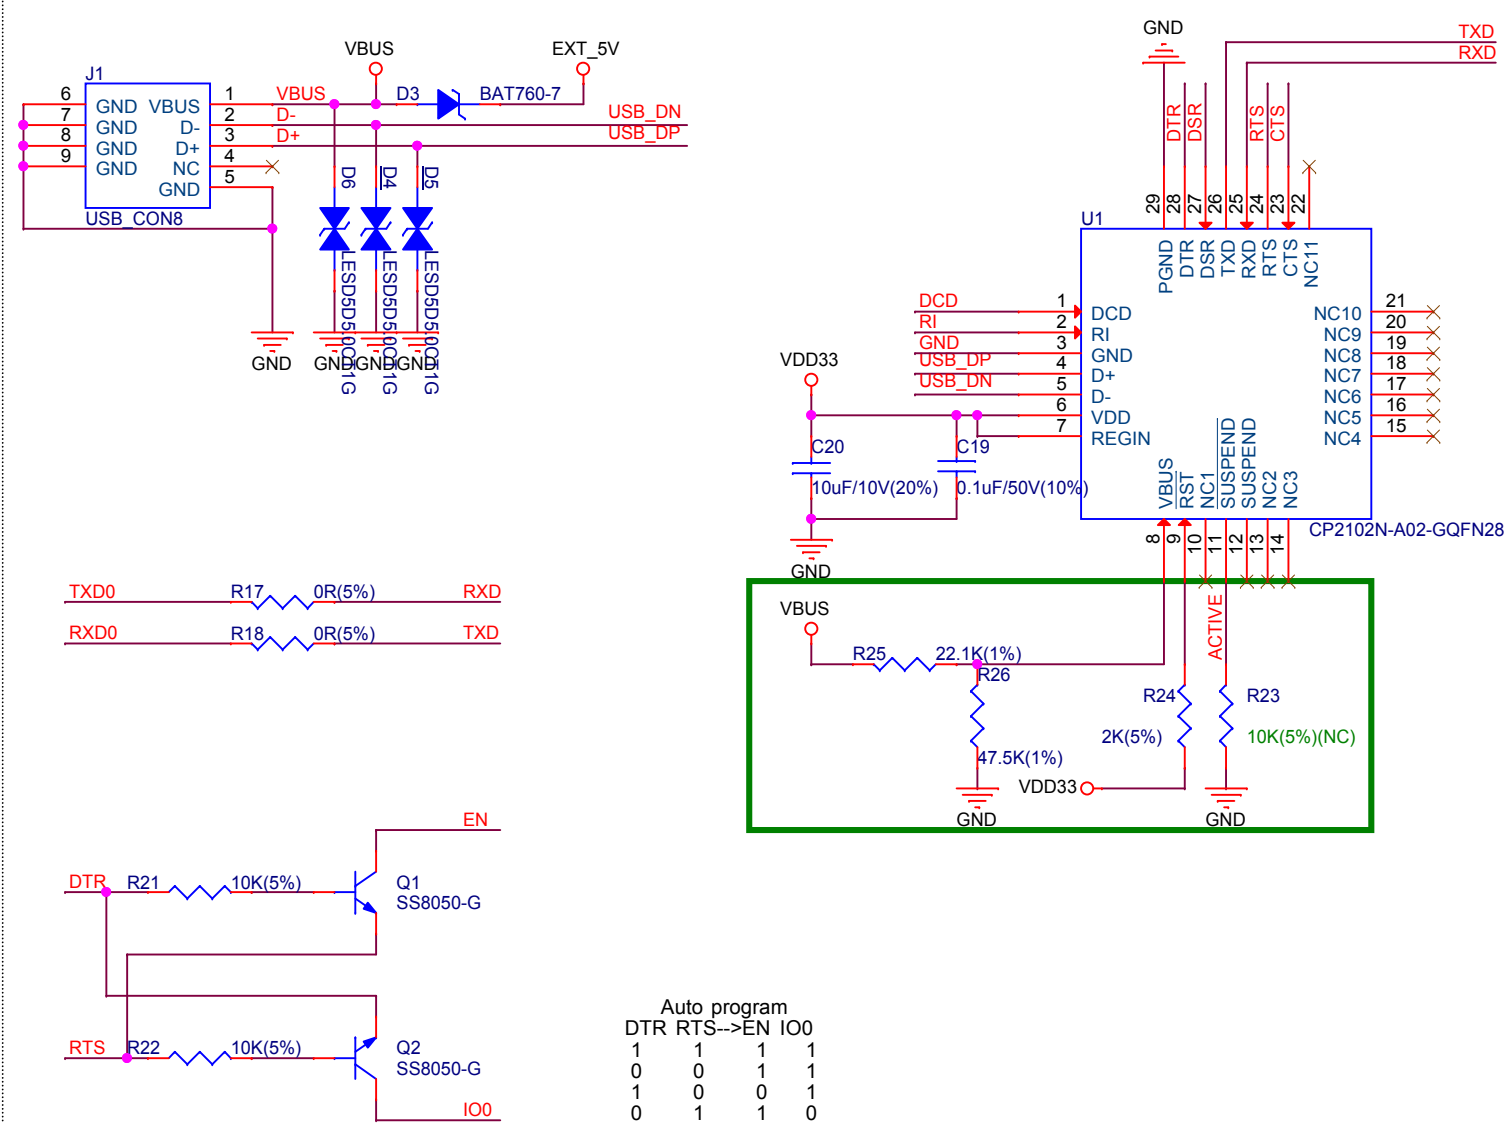 VBUS
EXT_5V
J1
D3
BAT760-7
6
7
8
9
GND
GND
GND
GND
VBUS
D-
D+
NC
GND
1
2
3
4
5
VBUS
D-
D+
USB_DN
USB_DP
USB_CON8
D6
D4
D5
LESD5D5.0CT1G
LESD5D5.0CT1G
LESD5D5.0CT1G
GND
GND
GND
GND
GND
TXD
RXD
DTR
DSR
RTS
CTS
29
28
27
26
25
24
23
22
U1
PGND
DTR
DSR
TXD
RXD
RTS
CTS
NC11
DCD
RI
GND
USB_DP
USB_DN
1
2
3
4
5
6
7
DCD
RI
GND
D+
D-
VDD
REGIN
NC10
NC9
NC8
NC7
NC6
NC5
NC4
21
20
19
18
17
16
15
VBUS
RST
NC1
SUSPEND
SUSPEND
NC2
NC3
8
9
10
11
12
13
14
CP2102N-A02-GQFN28
VDD33
C20
10uF/10V(20%)
C19
0.1uF/50V(10%)
GND
VBUS
R25
22.1K(1%)
R26
47.5K(1%)
GND
ACTIVE
R24
2K(5%)
VDD33
R23
10K(5%)(NC)
GND
TXD0
R17
0R(5%)
RXD
RXD0
R18
0R(5%)
TXD
EN
DTR
R21
10K(5%)
Q1
SS8050-G
RTS
R22
10K(5%)
Q2
SS8050-G
IO0
Auto program
DTR RTS-->EN IO0
1 1 1 1
0 0 1 1
1 0 0 1
0 1 1 0